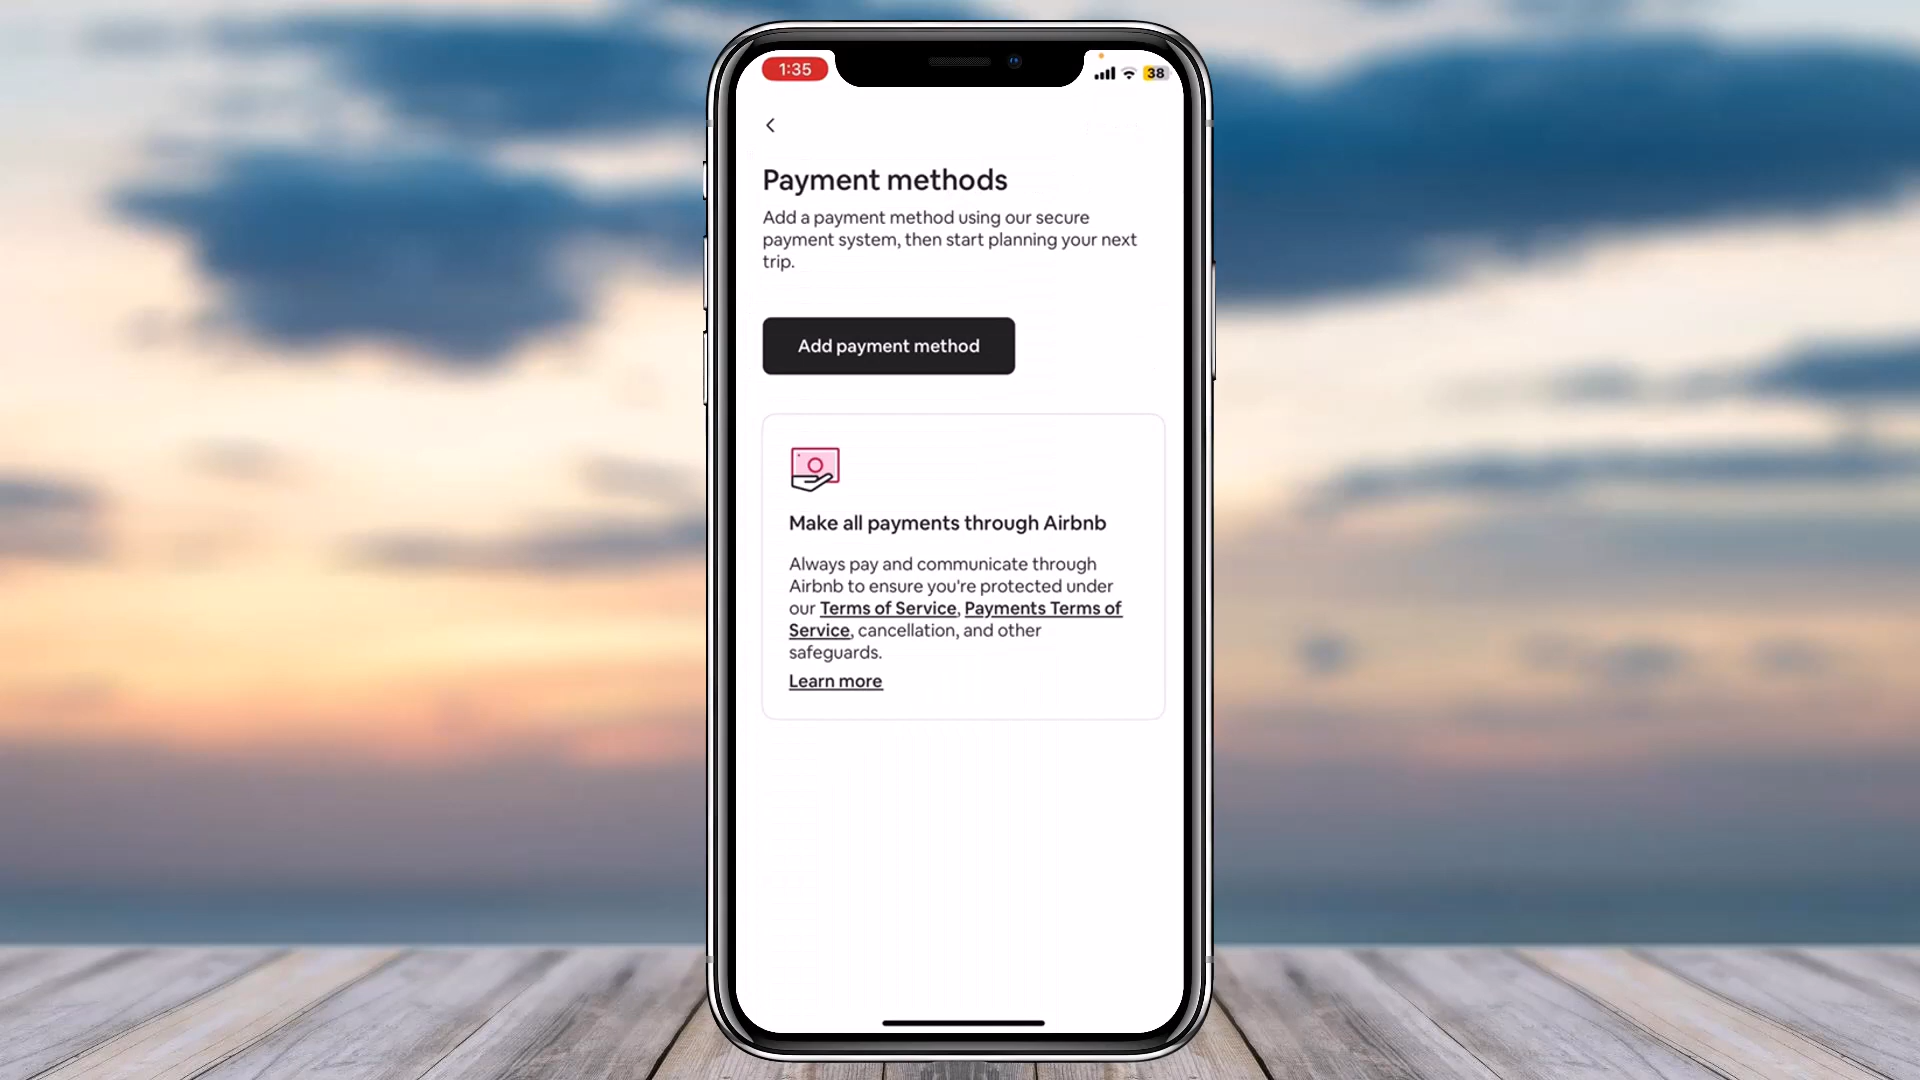 1:35
38
Payment methods
Add a payment method using our secure
payment system, then start planning your next
trip.
Add payment method
Make all payments through Airbnb
Always pay and communicate through
Airbnb to ensure you're protected under
our Terms of Service, Payments Terms of
Service, cancellation, and other
safeguards.
Learn more